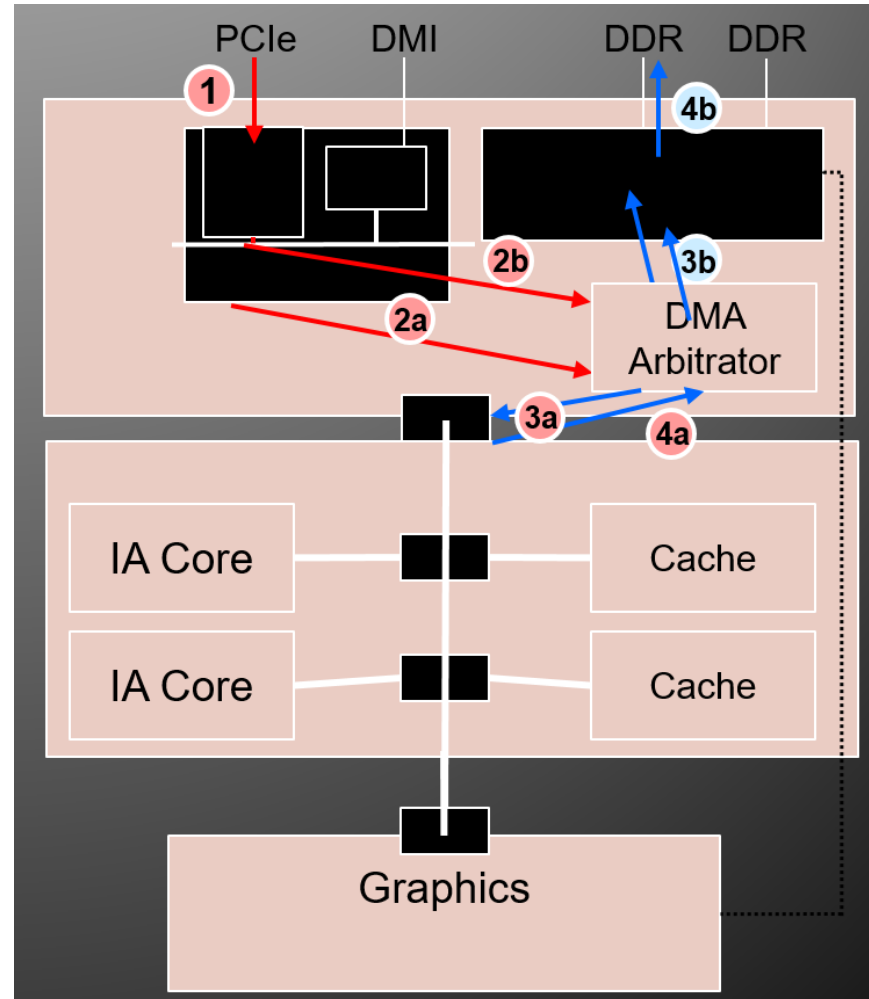 PCIe
DMI
DDR
DDR
1
4b
2b
3b
2a
DMA
Arbitrator
3a
4a
IA Core
Cache
IA Core
Cache
Graphics